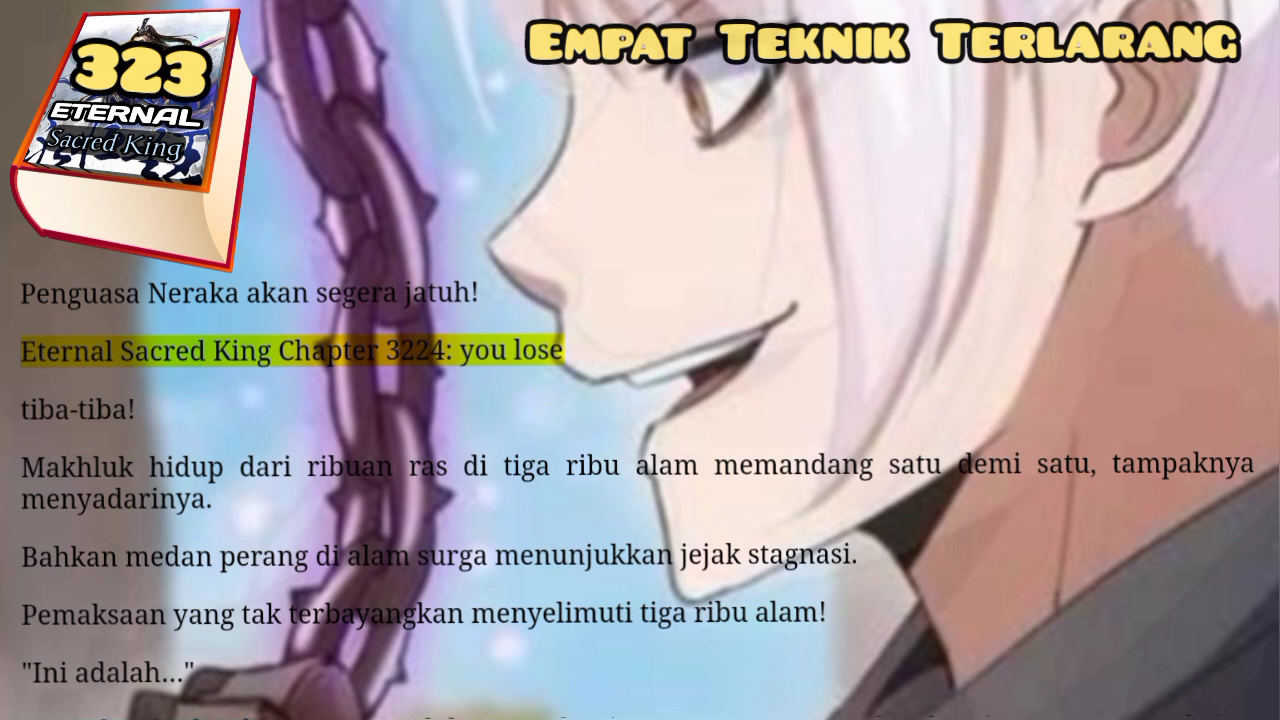 Empat Teknik Terlarang
323
ETERNAL
Sacred King
Penguasa Neraka akan segera jatuh!
Eternal Sacred King Chapter 3224: you lose
tiba-tiba!
Makhluk hidup dari ribuan ras di tiga ribu alam memandang satu demi satu, tampaknya
menyadarinya.
Bahkan medan perang di alam surga menunjukkan jejak stagnasi.
Pemaksaan yang tak terbayangkan menyelimuti tiga ribu alam!
"Ini adalah..."